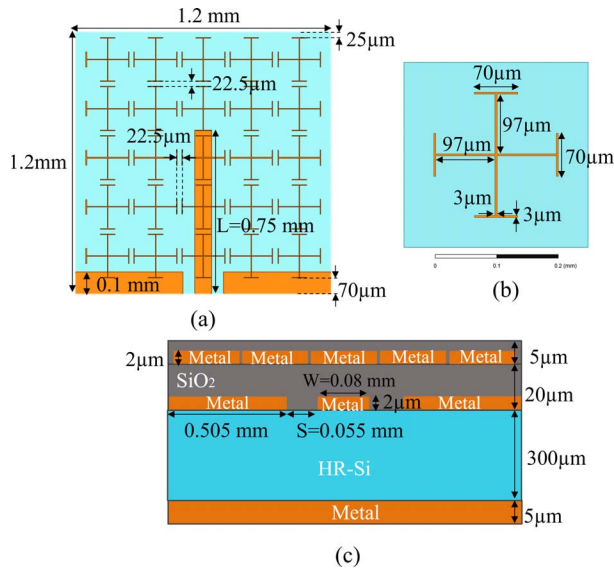 1.2 mm
25µm
22.5µm
22.5µm
1.2mm
L=0.75 mm
0.1 mm
70µm
(a)
70µm
97µm
97µm
70µm
3µm
3µm
0 0.1 0.2 (mm)
(b)
2µm
Metal Metal Metal Metal Metal
5µm
SiO₂
W=0.08 mm
20µm
Metal Metal 2µm Metal
0.505 mm S=0.055 mm
HR-Si
300µm
Metal
5µm
(c)